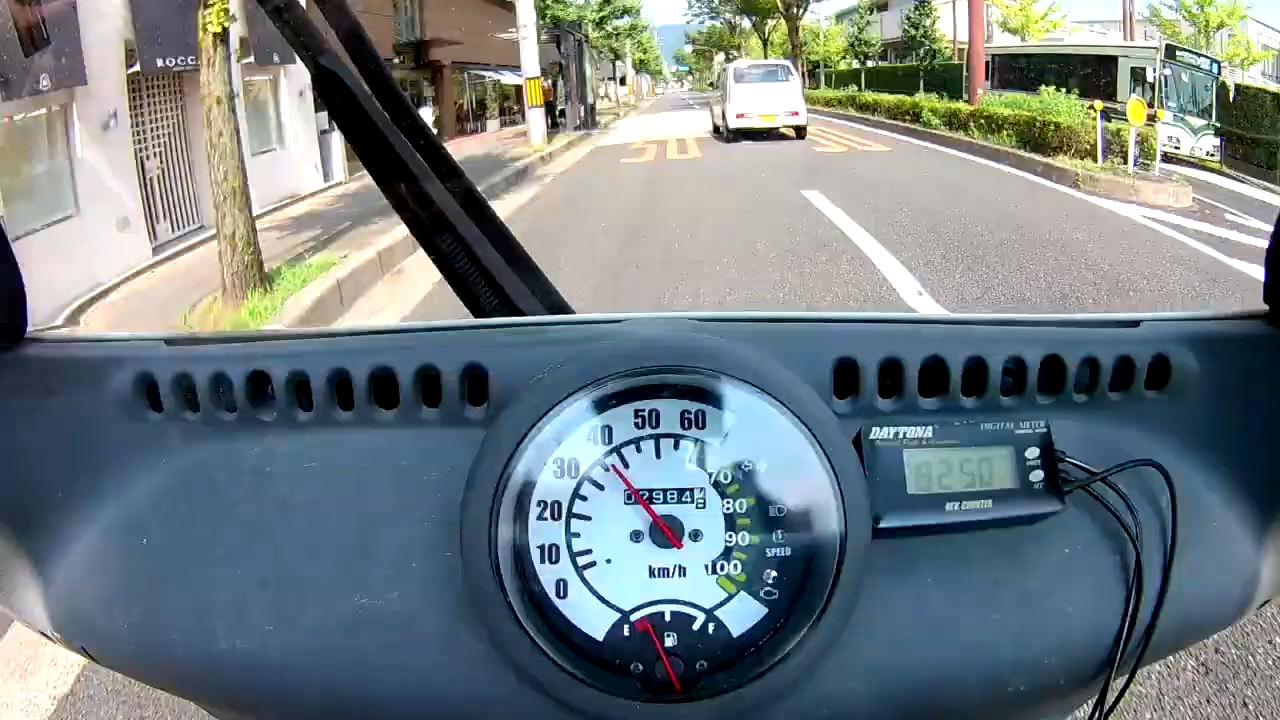 ROCC
50
50 60
40
30
20
10
0
70
80
90
100
02984
km/h
SPEED
E F
DAYTONA
DIGITAL METER
8250
REV COUNTER